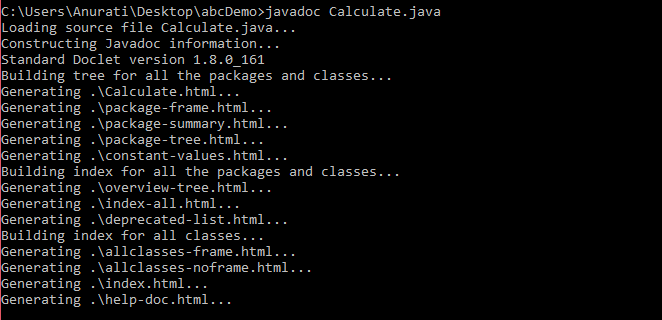 C:\Users\Anurati\Desktop\abcDemo>javadoc Calculate.java
Loading source file Calculate.java...
Constructing Javadoc information...
Standard Doclet version 1.8.0_161
Building tree for all the packages and classes...
Generating .\Calculate.html...
Generating .\package-frame.html...
Generating .\package-summary.html...
Generating .\package-tree.html...
Generating .\constant-values.html...
Building index for all the packages and classes...
Generating .\overview-tree.html...
Generating .\index-all.html...
Generating .\deprecated-list.html...
Building index for all classes...
Generating .\allclasses-frame.html...
Generating .\allclasses-noframe.html...
Generating .\index.html...
Generating .\help-doc.html...